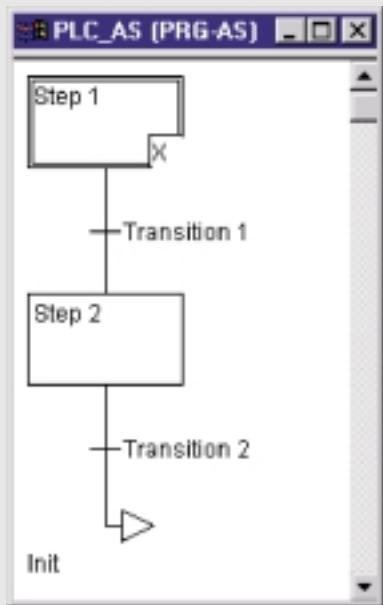 PLC_AS (PRG-AS)
Step 1
X
Transition 1
Step 2
Transition 2
Init